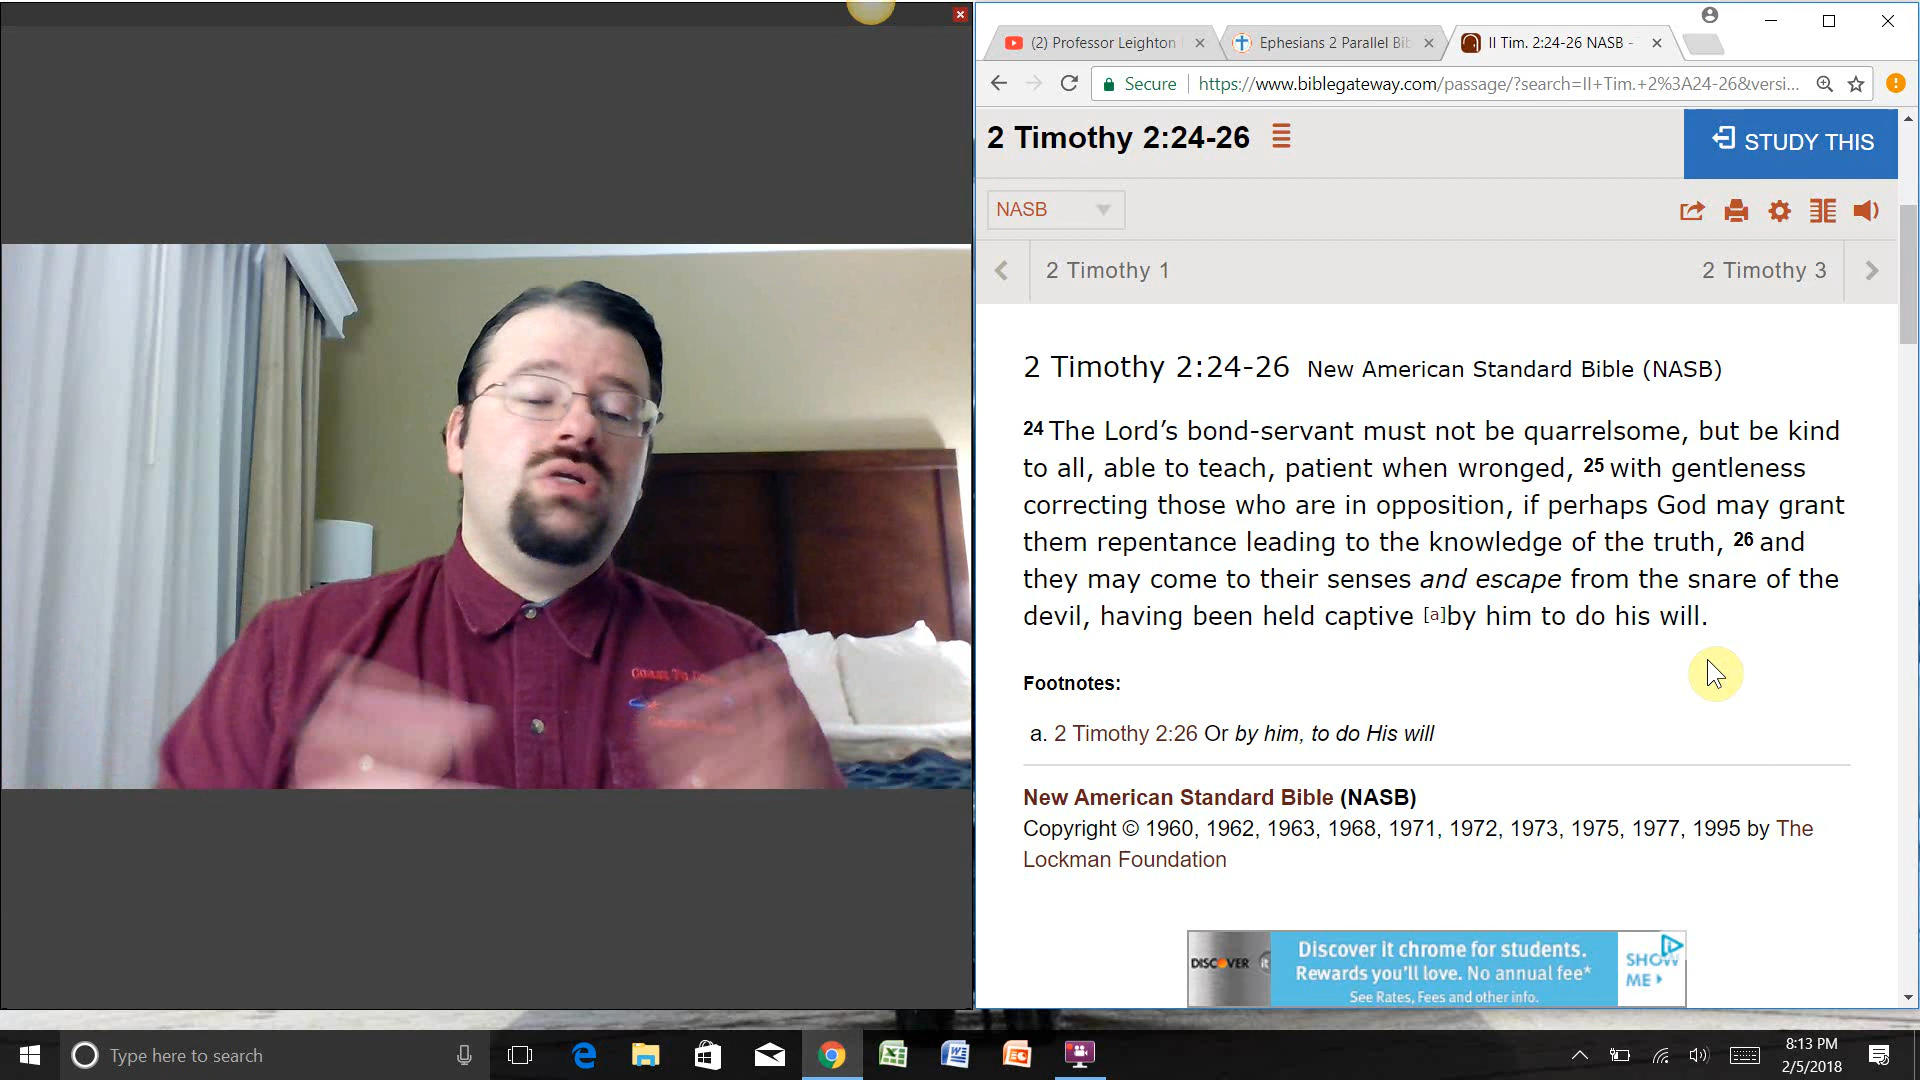 (2) Professor Leighton
Ephesians 2 Parallel Bib
II Tim. 2:24-26 NASB -
Secure
https://www.biblegateway.com/passage/?search=II+Tim.+2%3A24-26&versi...
2 Timothy 2:24-26
STUDY THIS
NASB
2 Timothy 1
2 Timothy 3
2 Timothy 2:24-26 New American Standard Bible (NASB)
24 The Lord’s bond-servant must not be quarrelsome, but be kind
to all, able to teach, patient when wronged, 25 with gentleness
correcting those who are in opposition, if perhaps God may grant
them repentance leading to the knowledge of the truth, 26 and
they may come to their senses and escape from the snare of the
devil, having been held captive [a]by him to do his will.
Footnotes:
a. 2 Timothy 2:26 Or by him, to do His will
New American Standard Bible (NASB)
Copyright © 1960, 1962, 1963, 1968, 1971, 1972, 1973, 1975, 1977, 1995 by The
Lockman Foundation
DISCOVER it
Discover it chrome for students.
Rewards you'll love. No annual fee*
See Rates, Fees and other info.
SHOW
ME
Type here to search
8:13 PM
2/5/2018